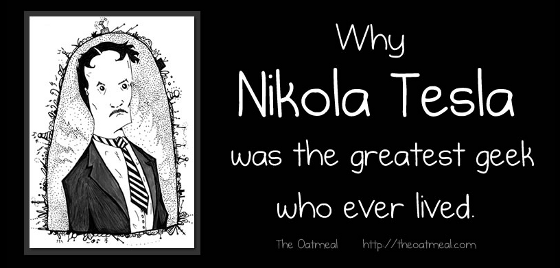 Why
Nikola Tesla
was the greatest geek
who ever lived.
The Oatmeal http://theoatmeal.com